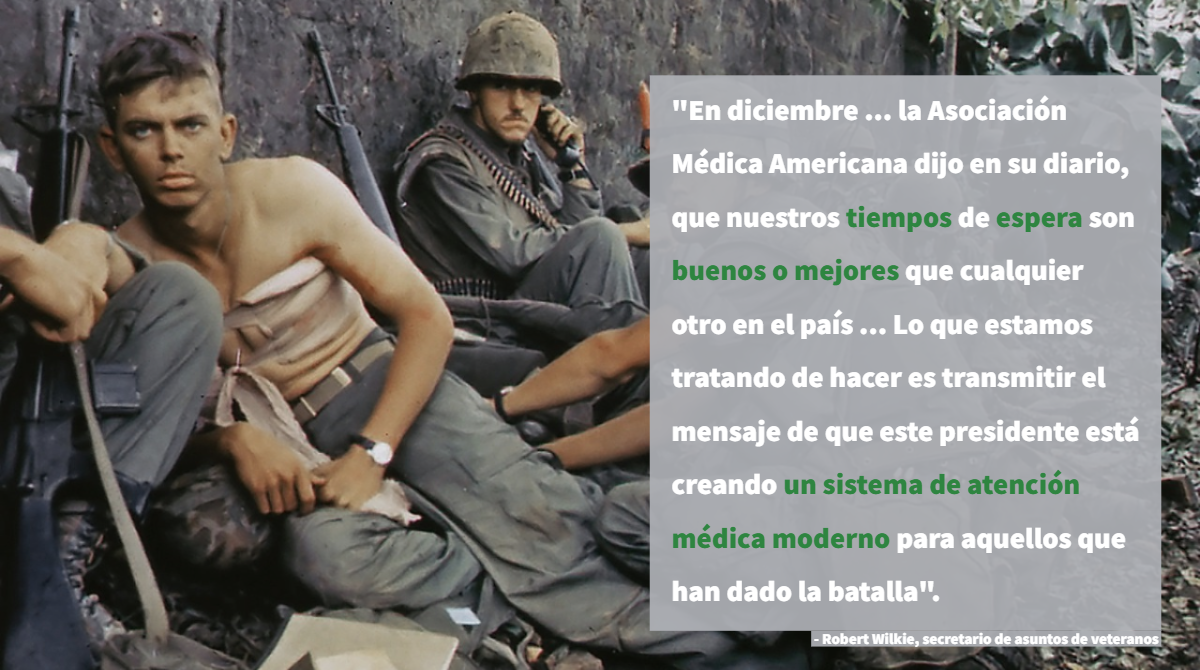 "En diciembre ... la Asociación
Médica Americana dijo en su diario,
que nuestros tiempos de espera son
buenos o mejores que cualquier
otro en el país ... Lo que estamos
tratando de hacer es transmitir el
mensaje de que este presidente está
creando un sistema de atención
médica moderno para aquellos que
han dado la batalla".
- Robert Wilkie, secretario de asuntos de veteranos